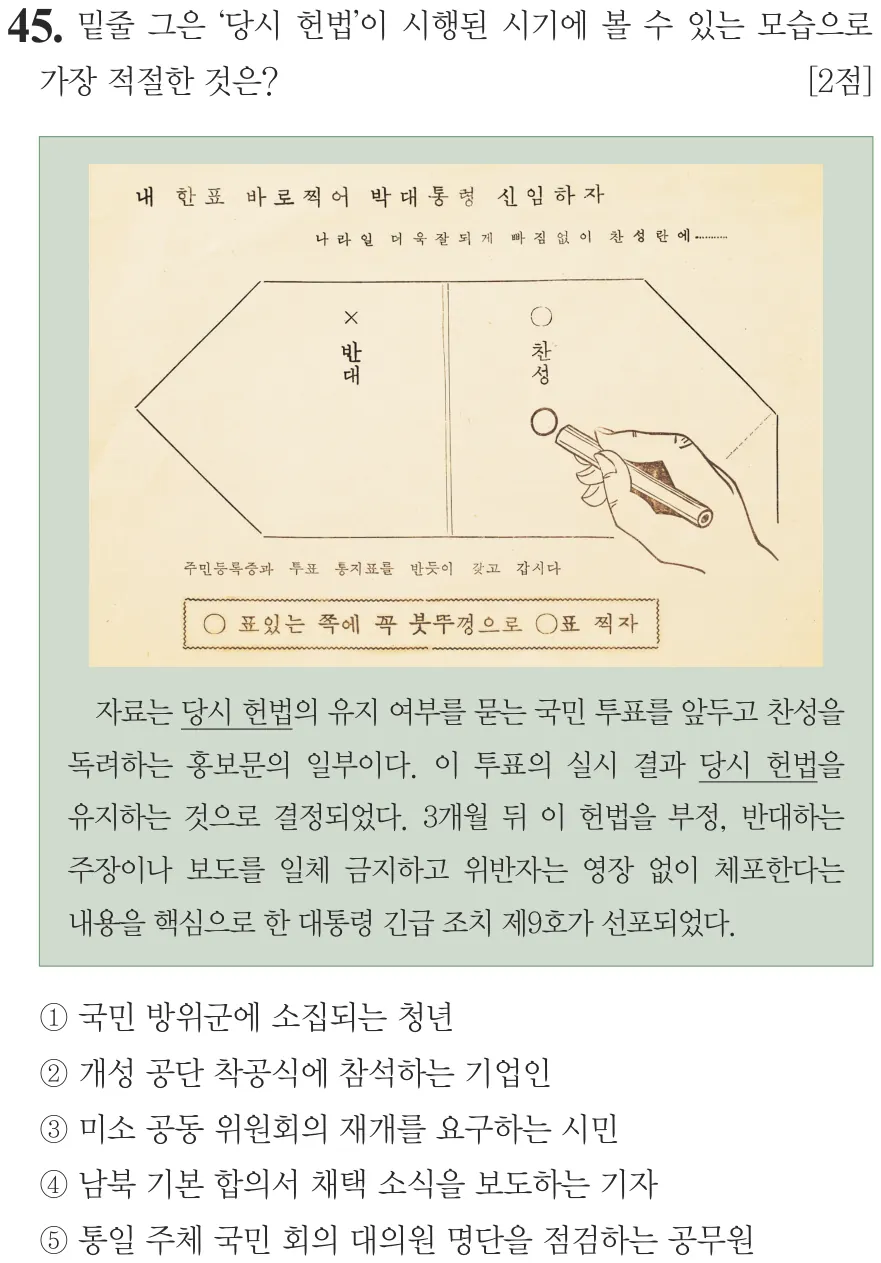 45. 밑줄 그은 ‘당시 헌법’이 시행된 시기에 볼 수 있는 모습으로
가장 적절한 것은? [2점]
내 한표 바로찍어 박대통령 신임하자
나라일 더욱잘되게 빠짐없이 찬성란에………
× ○
반대 찬성
주민등록증과 투표 통지표를 반듯이 갖고 갑시다
○ 표있는 쪽에 꼭 붓뚜껑으로 ○표 찍자
자료는 당시 헌법의 유지 여부를 묻는 국민 투표를 앞두고 찬성을
독려하는 홍보문의 일부이다. 이 투표의 실시 결과 당시 헌법을
유지하는 것으로 결정되었다. 3개월 뒤 이 헌법을 부정, 반대하는
주장이나 보도를 일체 금지하고 위반자는 영장 없이 체포한다는
내용을 핵심으로 한 대통령 긴급 조치 제9호가 선포되었다.
① 국민 방위군에 소집되는 청년
② 개성 공단 착공식에 참석하는 기업인
③ 미소 공동 위원회의 재개를 요구하는 시민
④ 남북 기본 합의서 채택 소식을 보도하는 기자
⑤ 통일 주체 국민 회의 대의원 명단을 점검하는 공무원